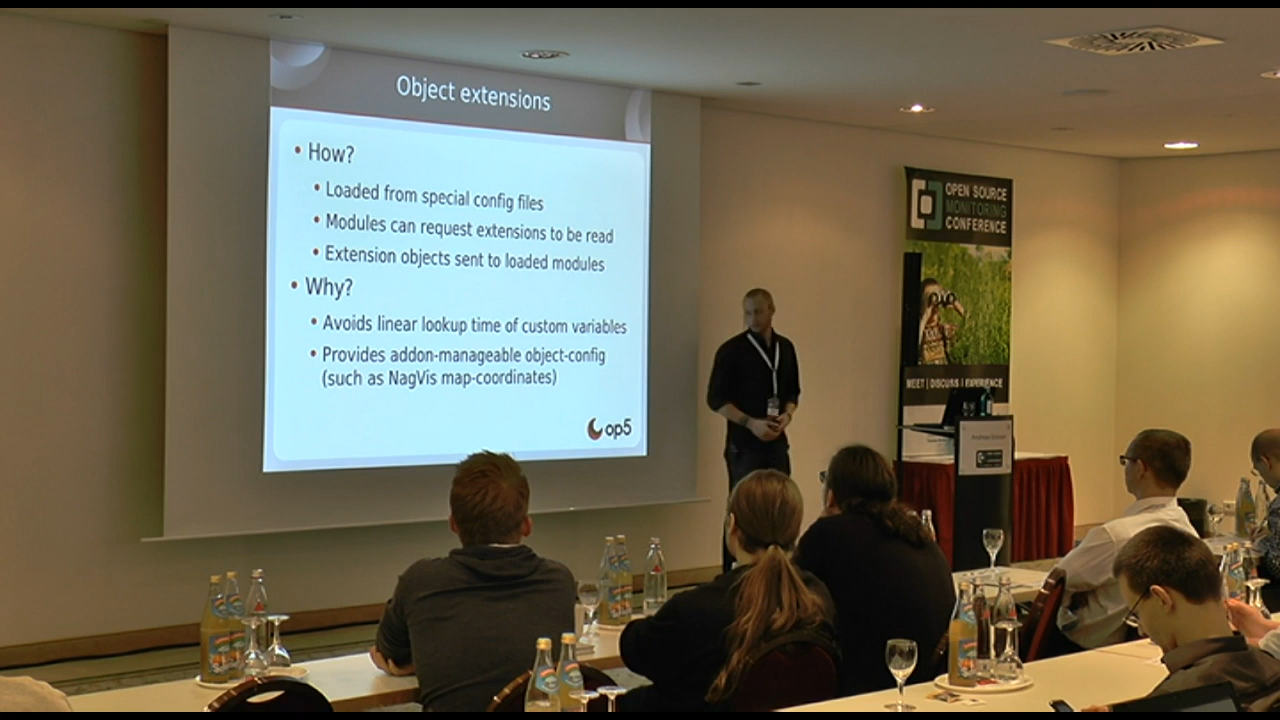 Object extensions
• How?
• Loaded from special config files
• Modules can request extensions to be read
• Extension objects sent to loaded modules
• Why?
• Avoids linear lookup time of custom variables
• Provides addon-manageable object-config
(such as NagVis map-coordinates)
op5
OPEN SOURCE
MONITORING
CONFERENCE
MEET | DISCUSS | EXPERIENCE